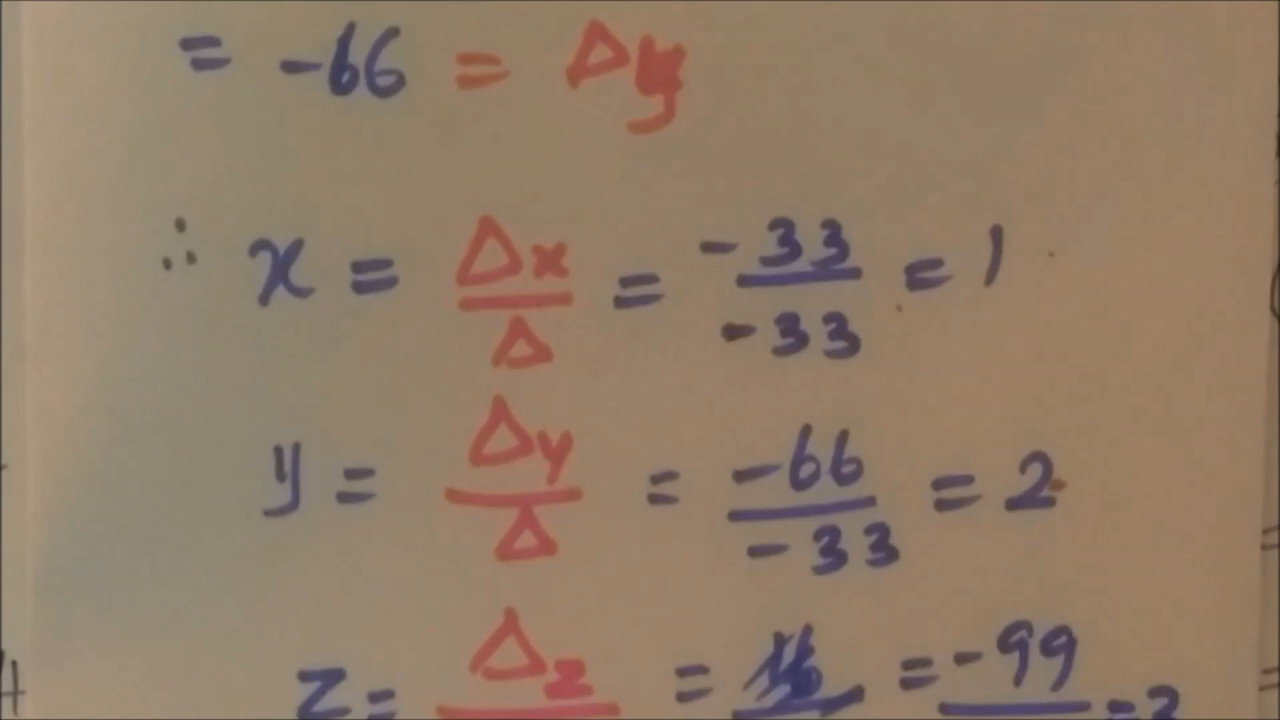 = -66 = Δy
∴ x = Δx/Δ = -33/-33 = 1
y = Δy/Δ = -66/-33 = 2
z = Δz = = -99